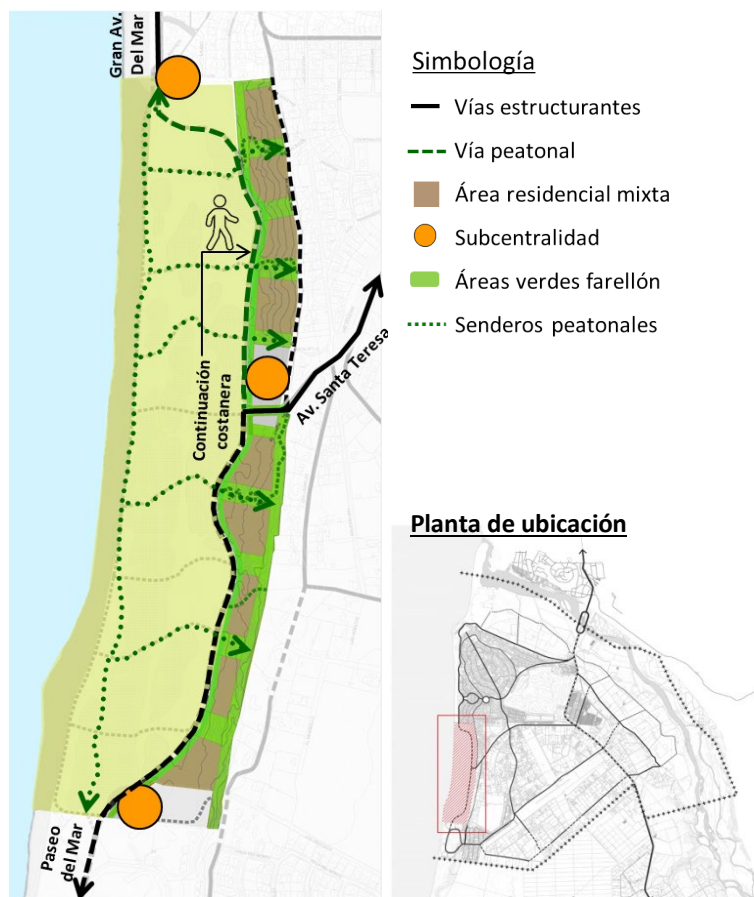 Gran Av.
Del Mar
Continuación
costanera
Av. Santa Teresa
Paseo
del Mar
Simbología
Vías estructurantes
Vía peatonal
Área residencial mixta
Subcentralidad
Áreas verdes farellón
Senderos peatonales
Planta de ubicación